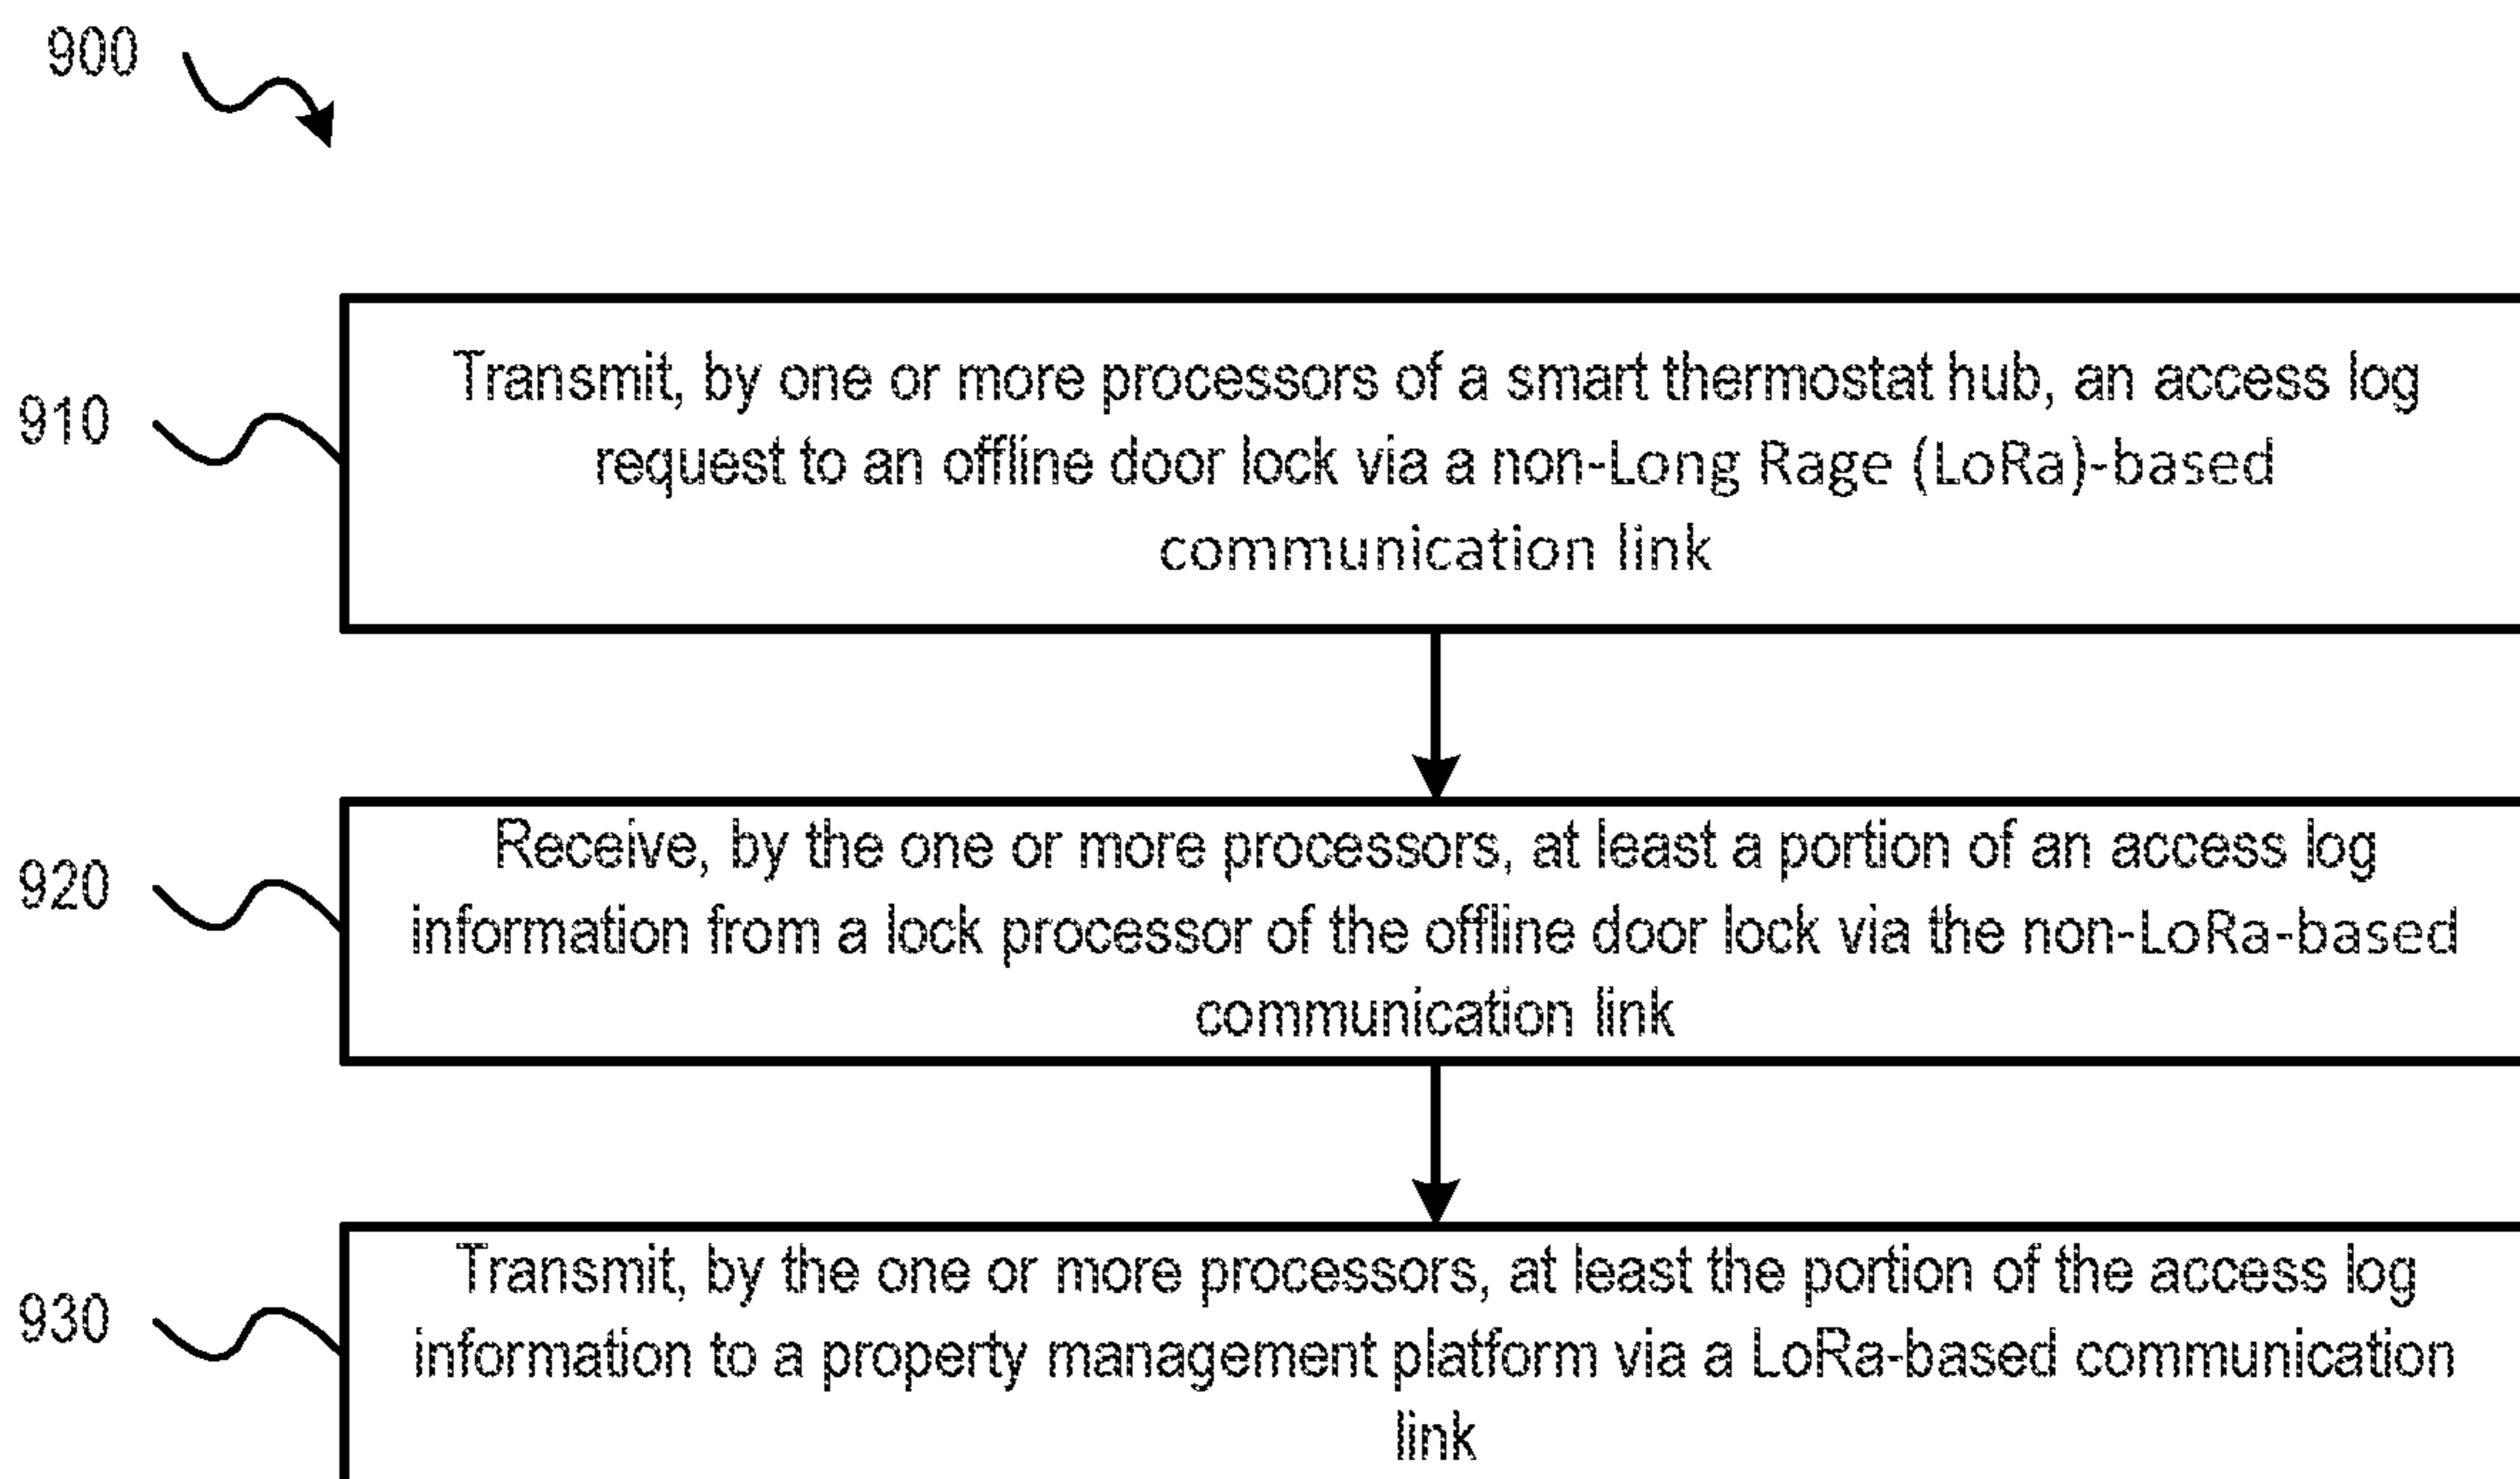 900
910
Transmit, by one or more processors of a smart thermostat hub, an access log
request to an offline door lock via a non-Long Rage (LoRa)-based
communication link
920
Receive, by the one or more processors, at least a portion of an access log
information from a lock processor of the offline door lock via the non-LoRa-based
communication link
930
Transmit, by the one or more processors, at least the portion of the access log
information to a property management platform via a LoRa-based communication
link